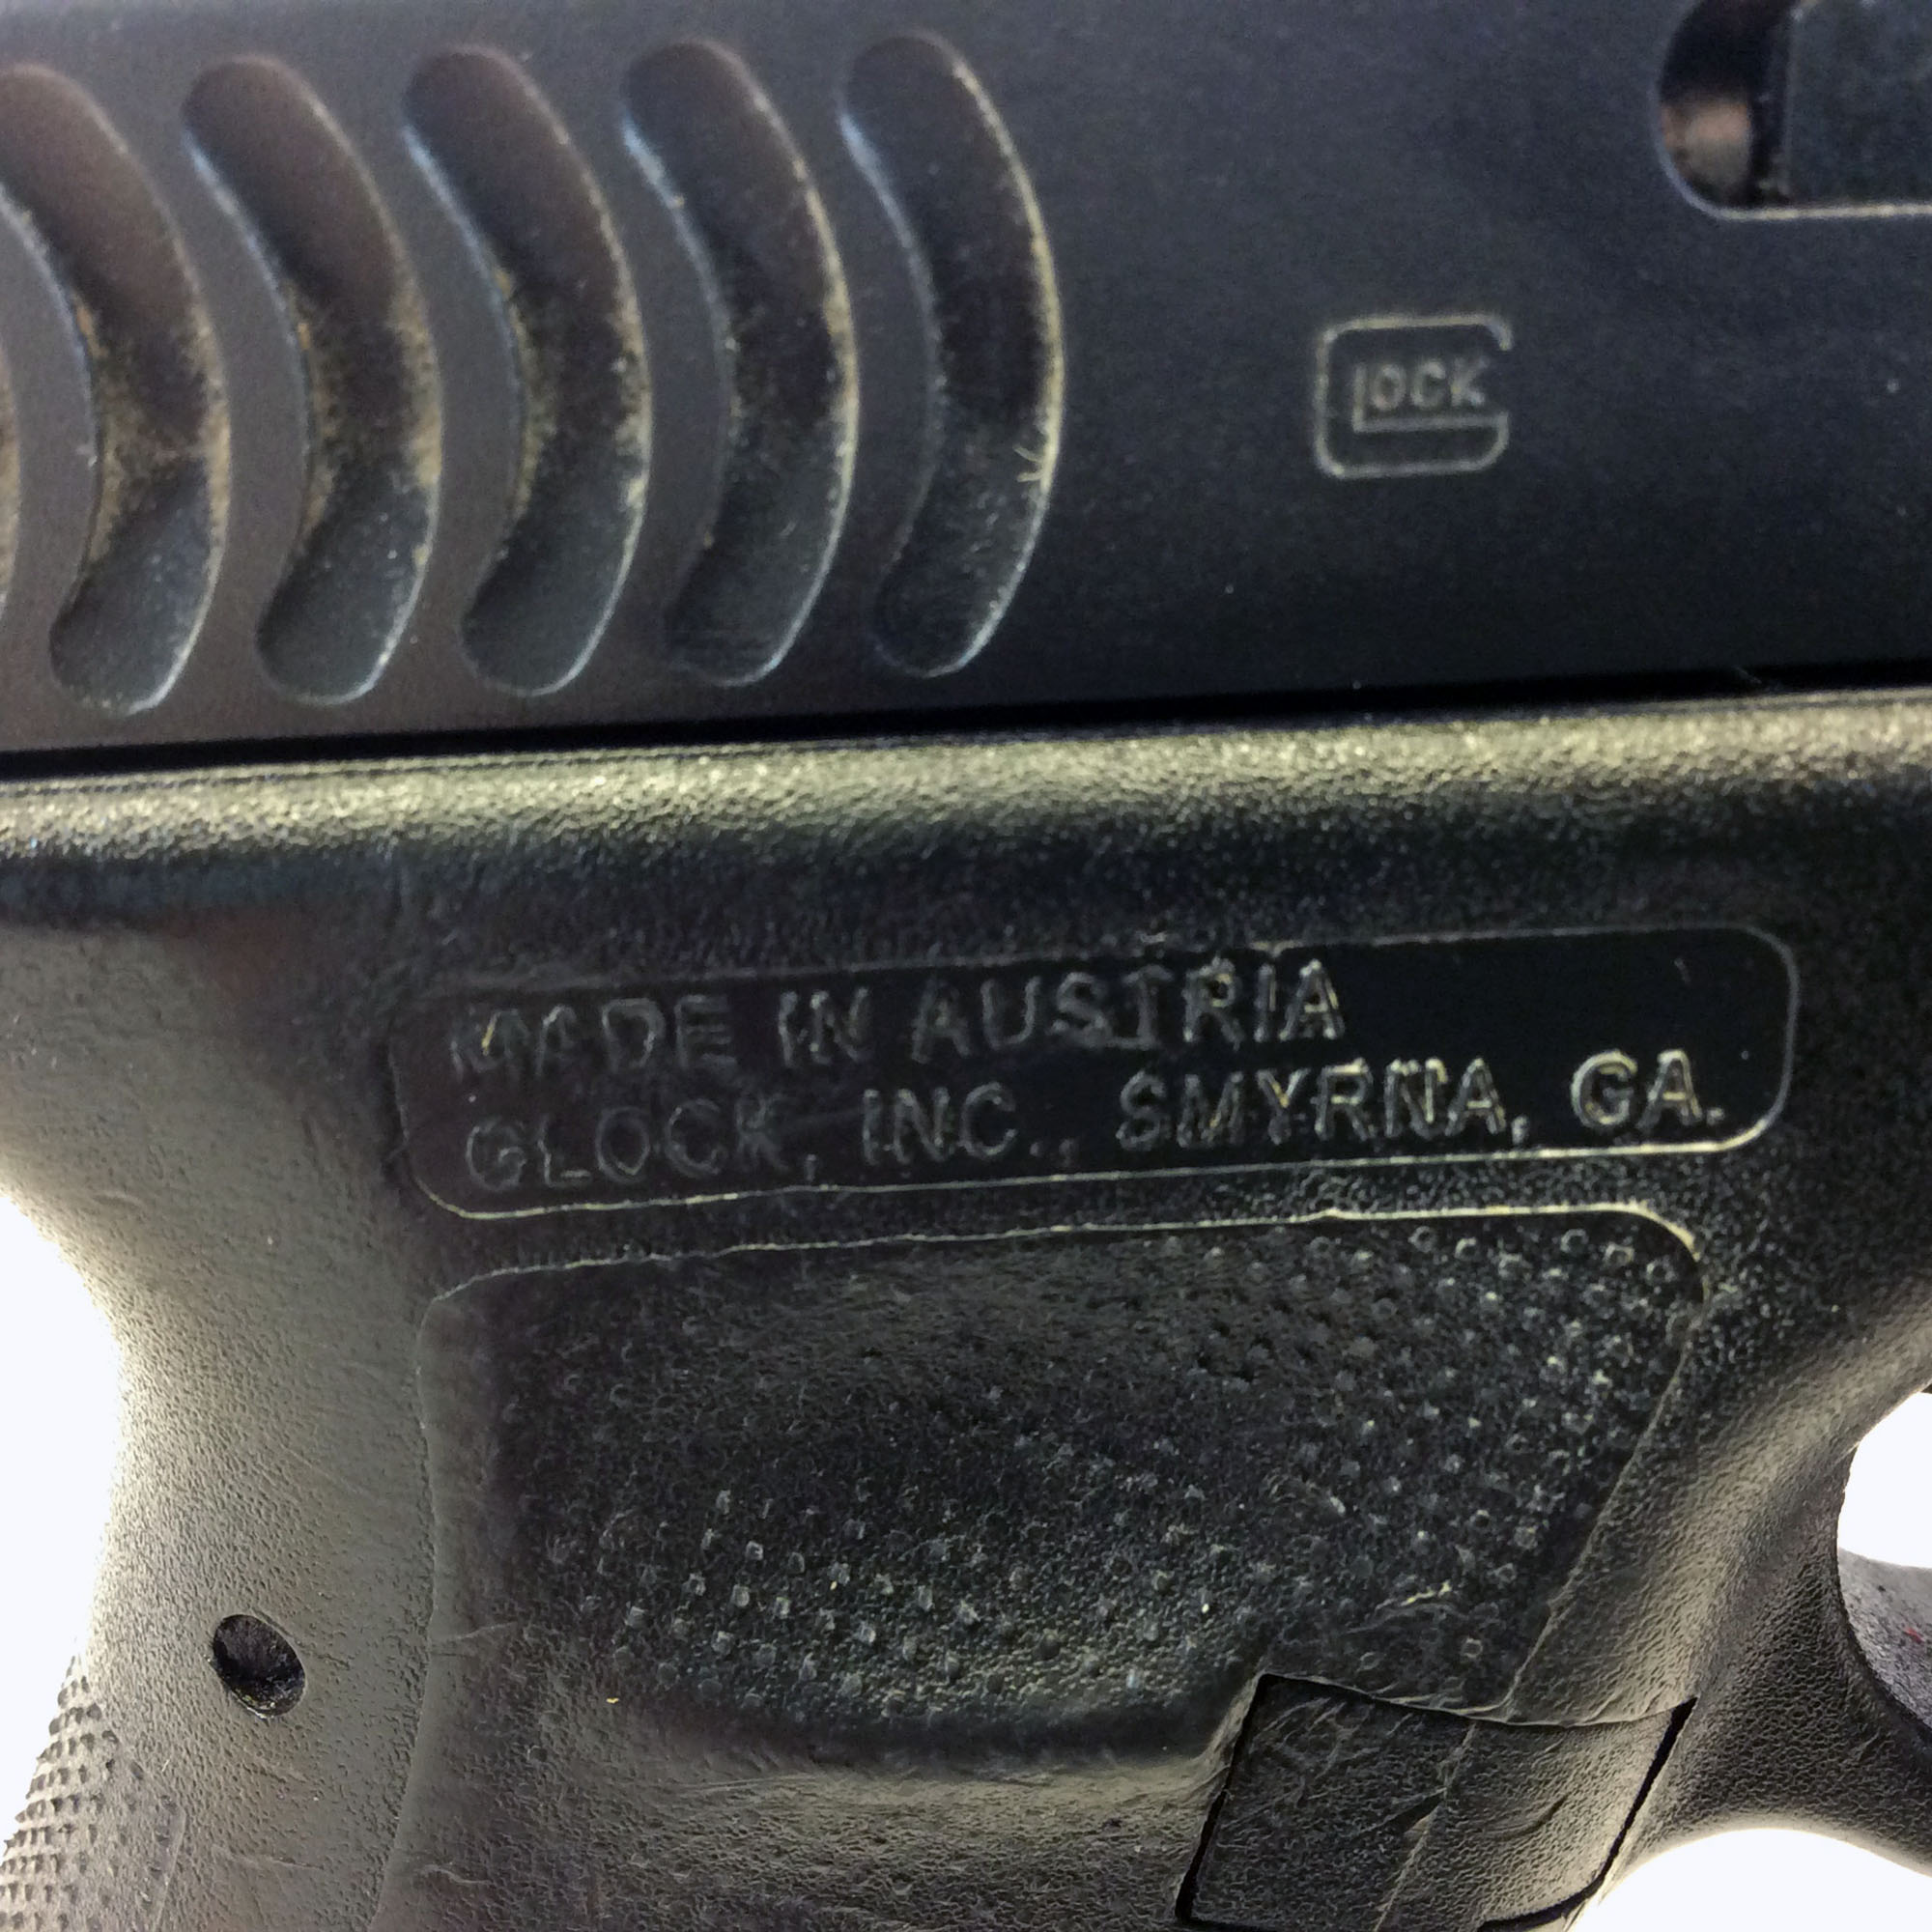 GLOCK
MADE IN AUSTRIA
GLOCK, INC., SMYRNA, GA.